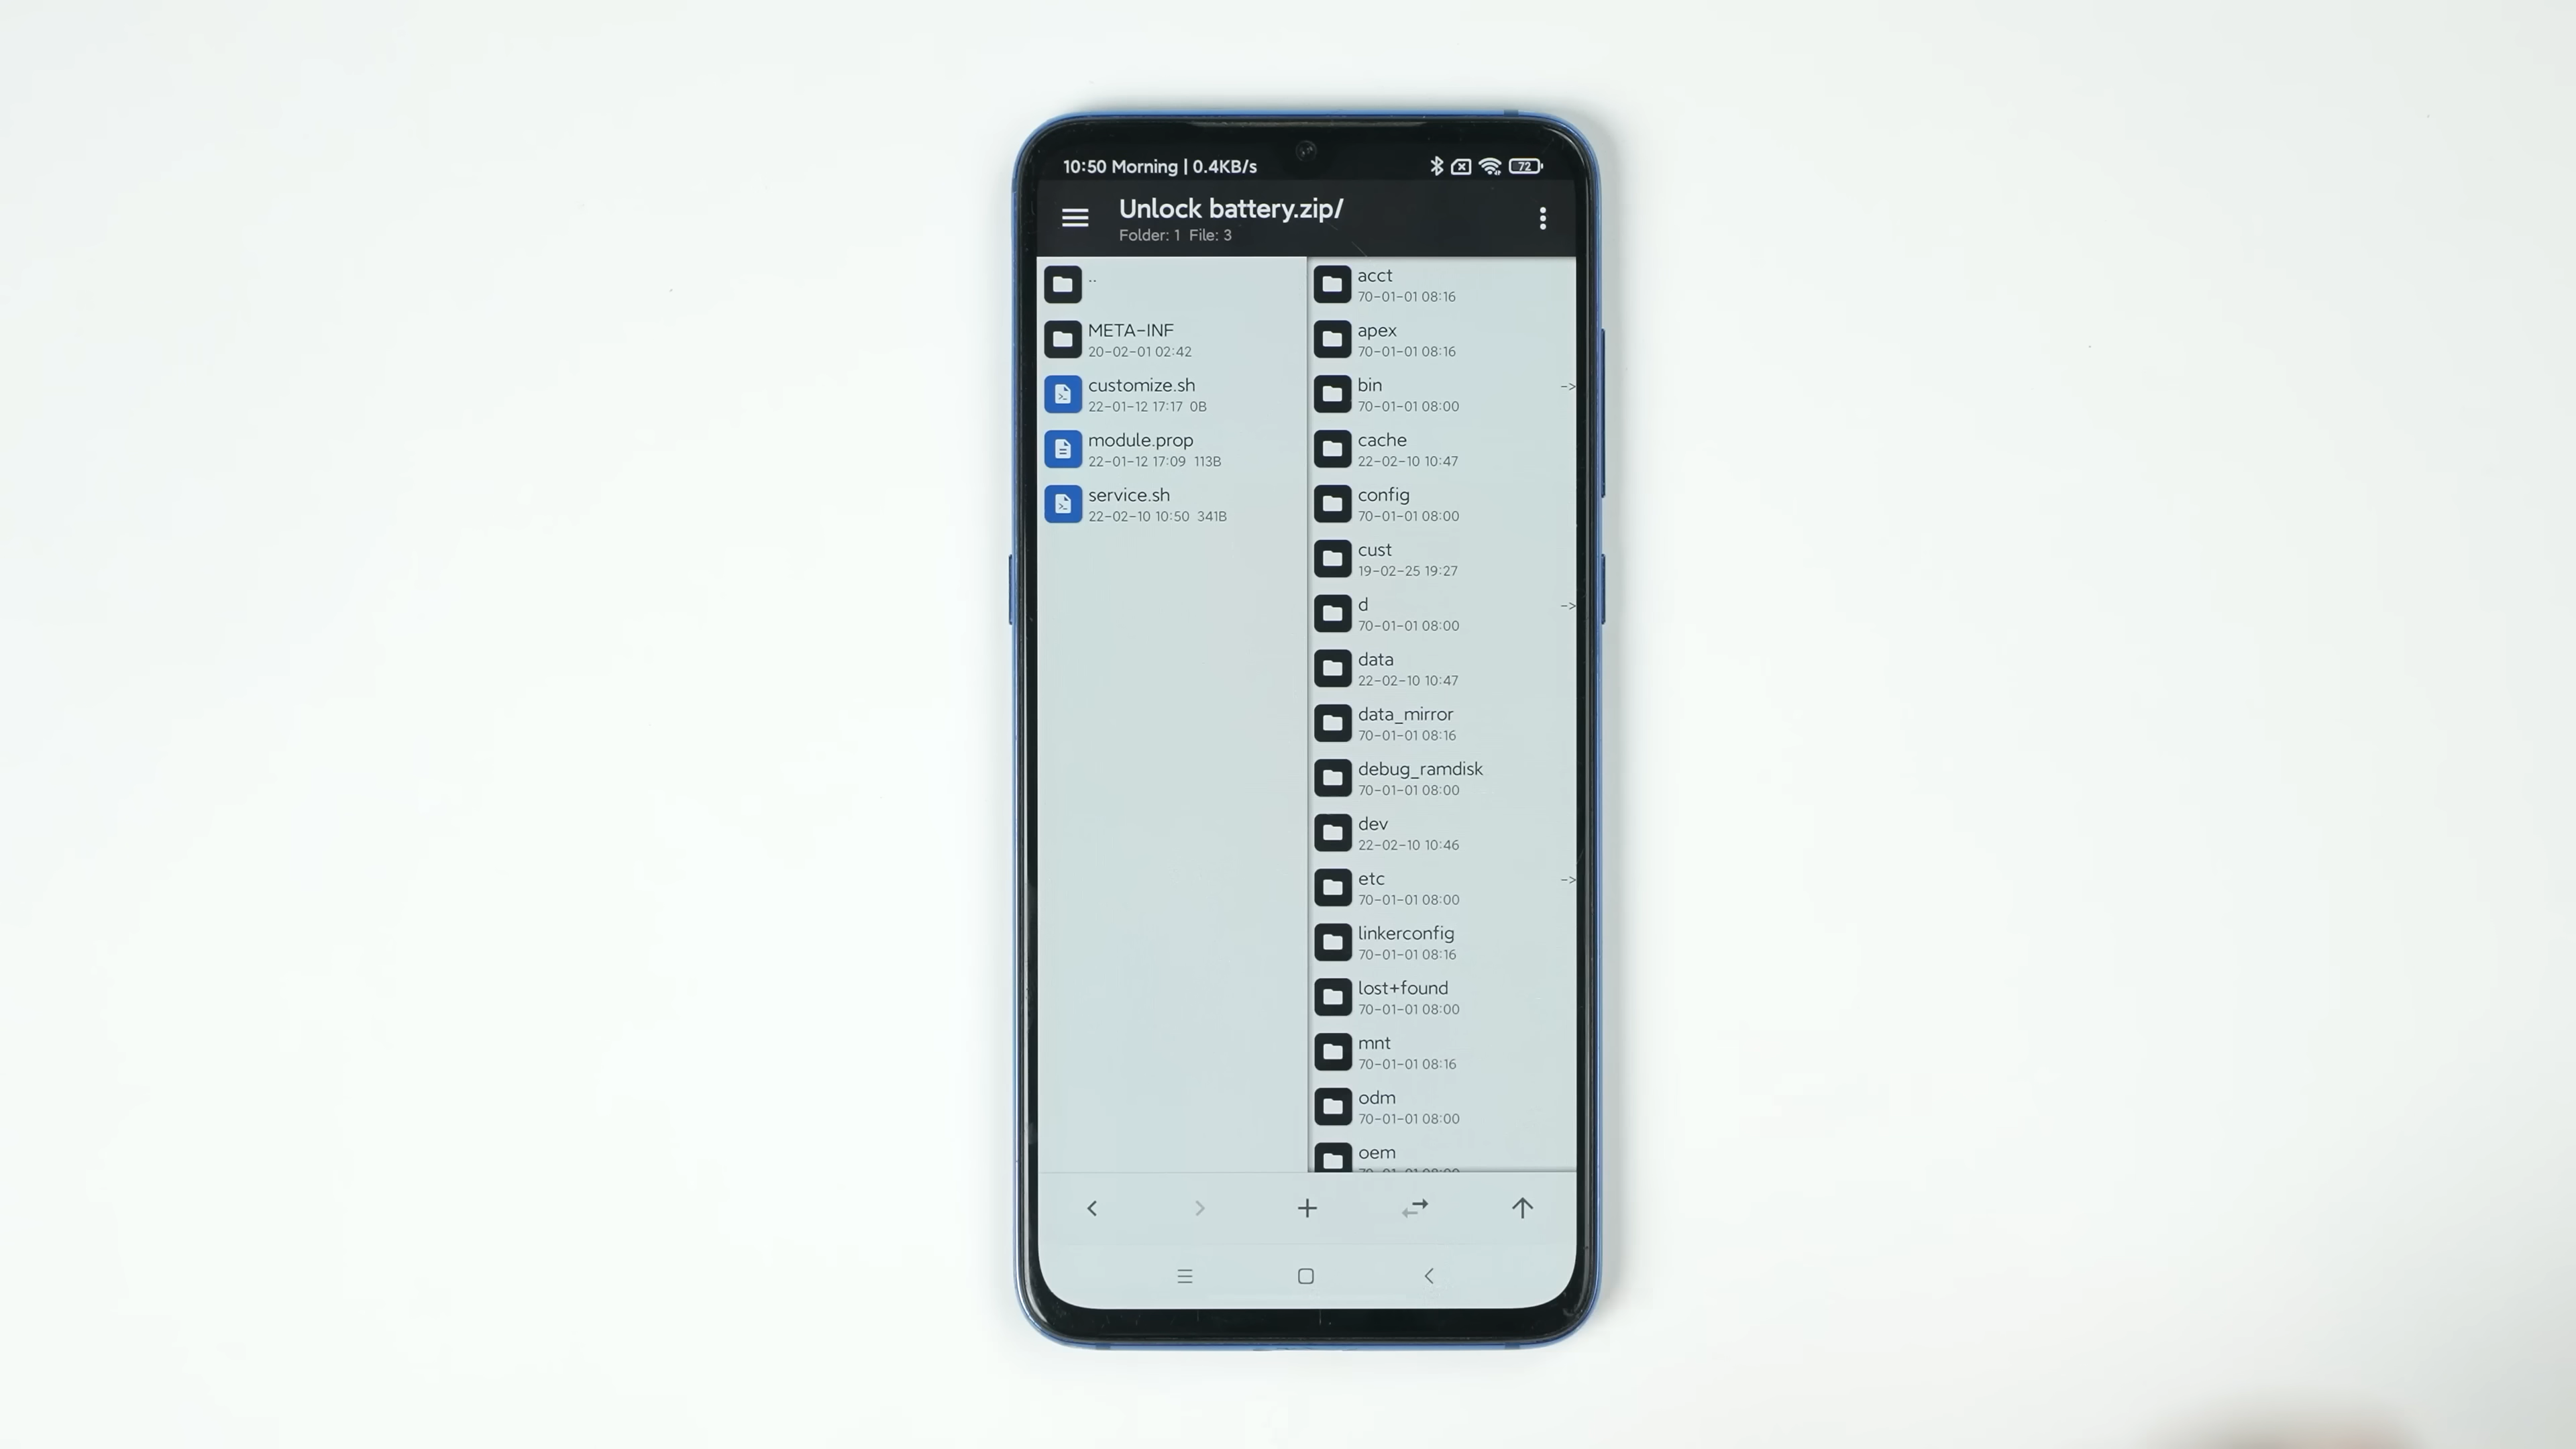 10:50 Morning | 0.4KB/s
72
Unlock battery.zip/
Folder: 1 File: 3
..
META-INF
20-02-01 02:42
customize.sh
22-01-12 17:17 0B
module.prop
22-01-12 17:09 113B
service.sh
22-02-10 10:50 341B
acct
70-01-01 08:16
apex
70-01-01 08:16
bin ->
70-01-01 08:00
cache
22-02-10 10:47
config
70-01-01 08:00
cust
19-02-25 19:27
d ->
70-01-01 08:00
data
22-02-10 10:47
data_mirror
70-01-01 08:16
debug_ramdisk
70-01-01 08:00
dev
22-02-10 10:46
etc ->
70-01-01 08:00
linkerconfig
70-01-01 08:16
lost+found
70-01-01 08:00
mnt
70-01-01 08:16
odm
70-01-01 08:00
oem